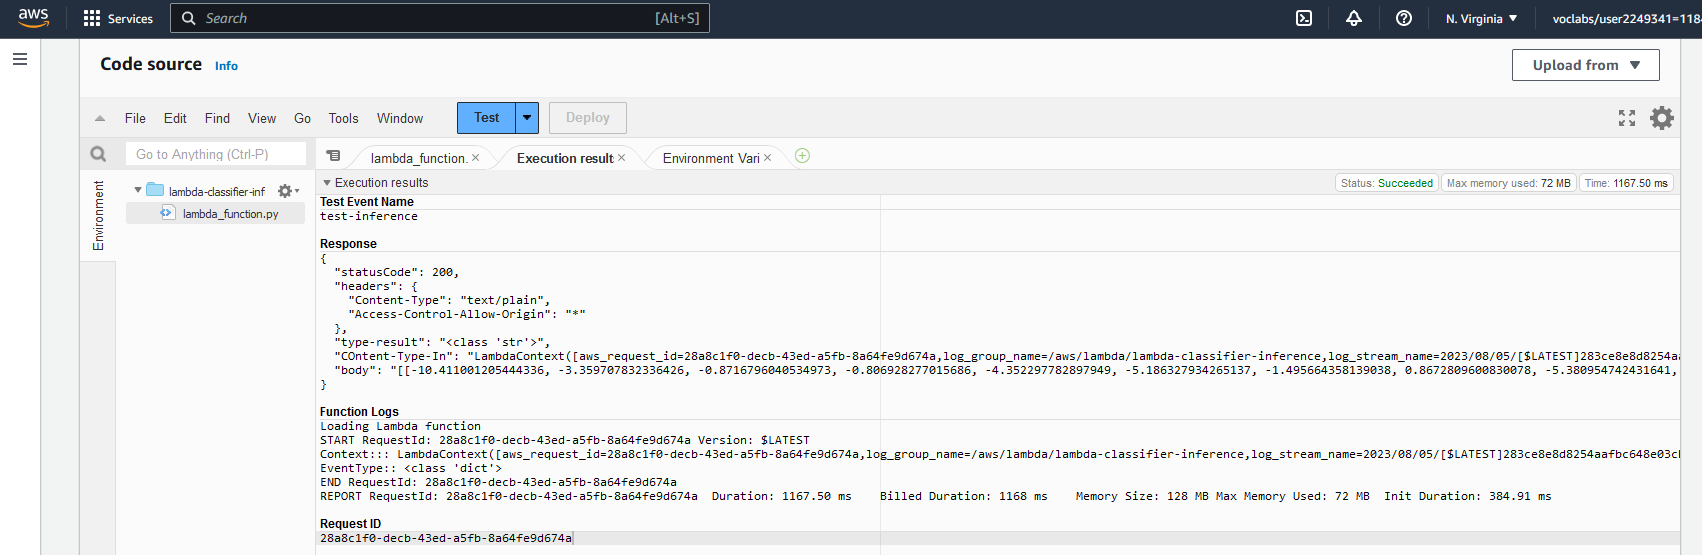 aws Services Search [Alt+S] N. Virginia voclabs/user2249341=118
Code source Info Upload from
File Edit Find View Go Tools Window Test Deploy
Go to Anything (Ctrl-P) lambda_function. Execution result Environment Vari
Environment
lambda-classifier-inf
lambda_function.py
Execution results Status: Succeeded Max memory used: 72 MB Time: 1167.50 ms
Test Event Name
test-inference
Response
{
"statusCode": 200,
"headers": {
"Content-Type": "text/plain",
"Access-Control-Allow-Origin": "*"
},
"type-result": "<class 'str'>",
"COntent-Type-In": "LambdaContext([aws_request_id=28a8c1f0-decb-43ed-a5fb-8a64fe9d674a,log_group_name=/aws/lambda/lambda-classifier-inference,log_stream_name=2023/08/05/[$LATEST]283ce8e8d8254aa
"body": "[[-10.411001205444336, -3.359707832336426, -0.8716796040534973, -0.806928277015686, -4.352297782897949, -5.186327934265137, -1.495664358139038, 0.8672809600830078, -5.380954742431641,
}
Function Logs
Loading Lambda function
START RequestId: 28a8c1f0-decb-43ed-a5fb-8a64fe9d674a Version: $LATEST
Context::: LambdaContext([aws_request_id=28a8c1f0-decb-43ed-a5fb-8a64fe9d674a,log_group_name=/aws/lambda/lambda-classifier-inference,log_stream_name=2023/08/05/[$LATEST]283ce8e8d8254aafbc648e03c
EventType:: <class 'dict'>
END RequestId: 28a8c1f0-decb-43ed-a5fb-8a64fe9d674a
REPORT RequestId: 28a8c1f0-decb-43ed-a5fb-8a64fe9d674a Duration: 1167.50 ms Billed Duration: 1168 ms Memory Size: 128 MB Max Memory Used: 72 MB Init Duration: 384.91 ms
Request ID
28a8c1f0-decb-43ed-a5fb-8a64fe9d674a